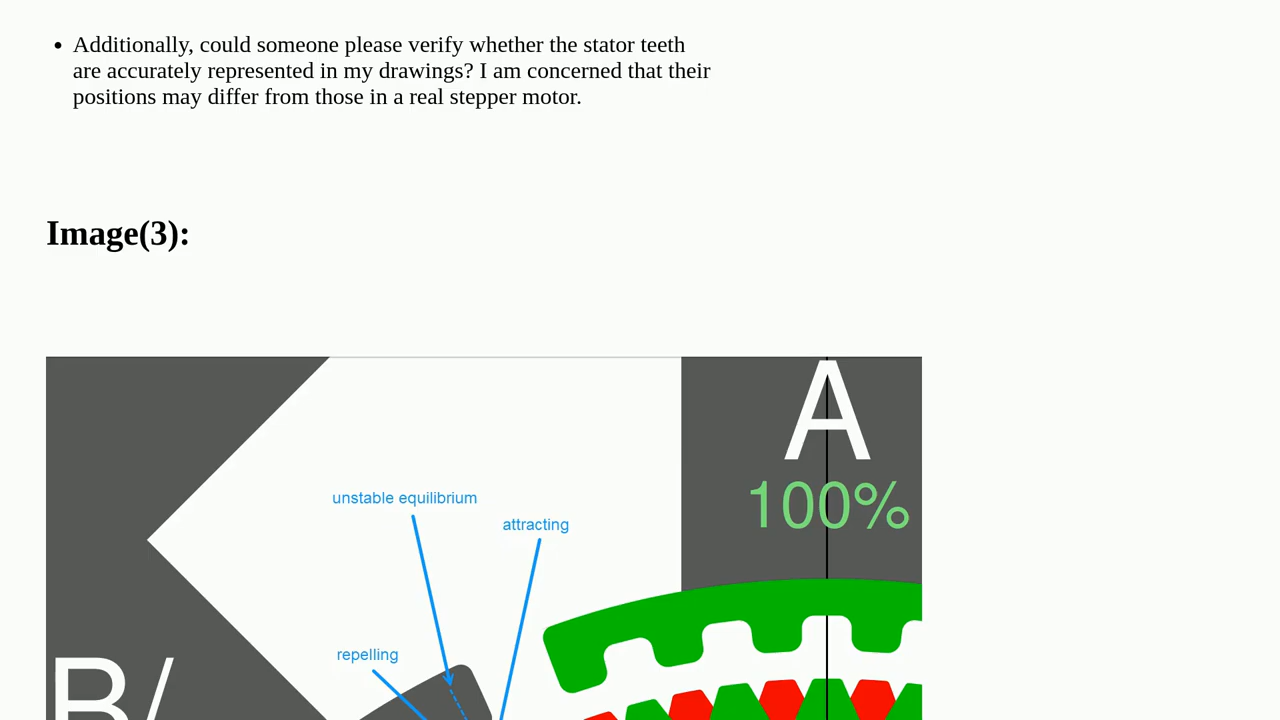 Additionally, could someone please verify whether the stator teeth
are accurately represented in my drawings? I am concerned that their
positions may differ from those in a real stepper motor.
Image(3):
A
100%
unstable equilibrium
attracting
repelling
B/